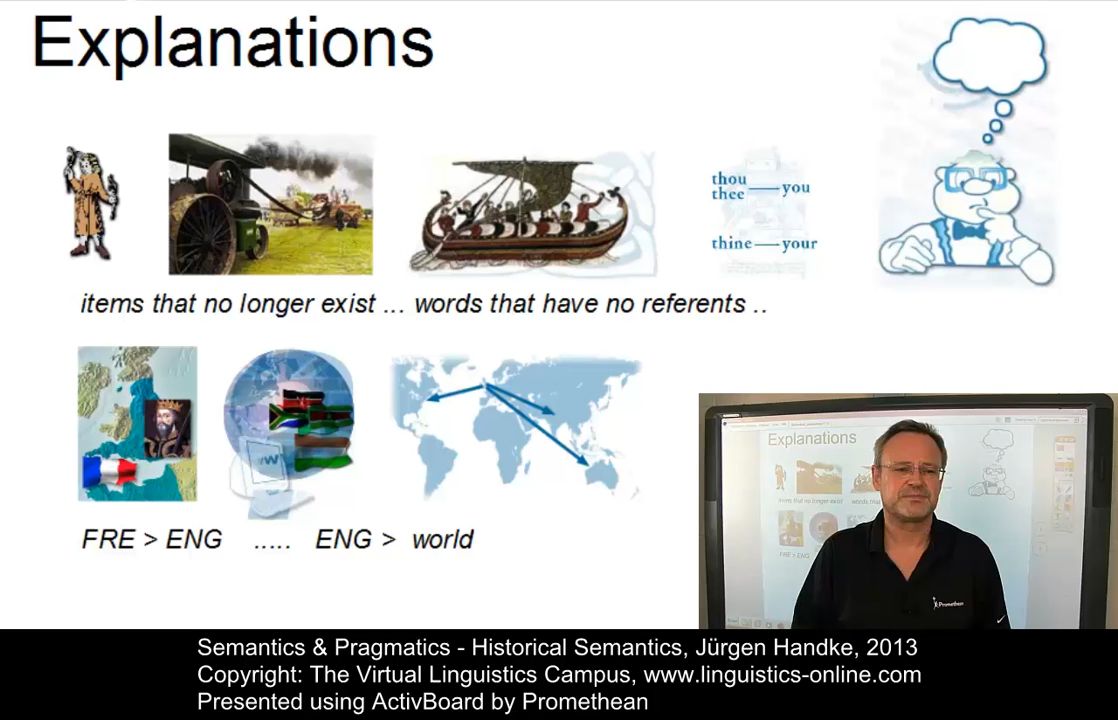 Explanations
thou
thee
you
thine
your
items that no longer exist ... words that have no referents ..
FRE > ENG ..... ENG > world
Explanations
items that no longer exist
FRE > ENG
Promethean
Semantics & Pragmatics - Historical Semantics, Jürgen Handke, 2013
Copyright: The Virtual Linguistics Campus, www.linguistics-online.com
Presented using ActivBoard by Promethean